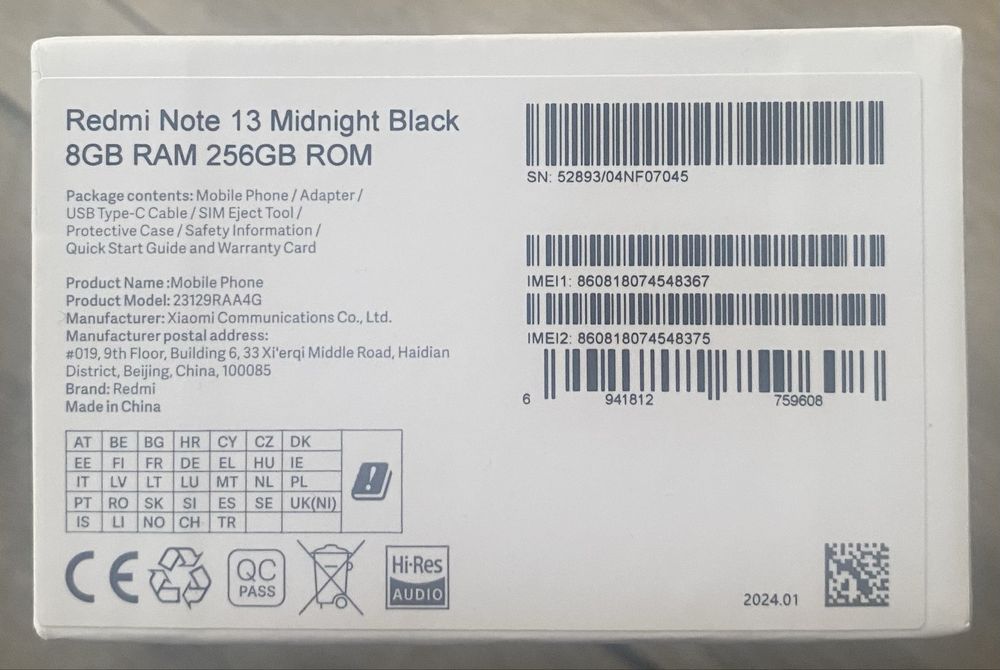 Redmi Note 13 Midnight Black
8GB RAM 256GB ROM
Package contents: Mobile Phone / Adapter /
USB Type-C Cable / SIM Eject Tool /
Protective Case / Safety Information /
Quick Start Guide and Warranty Card
Product Name :Mobile Phone
Product Model: 23129RAA4G
Manufacturer: Xiaomi Communications Co., Ltd.
Manufacturer postal address:
#019, 9th Floor, Building 6, 33 Xi'erqi Middle Road, Haidian
District, Beijing, China, 100085
Brand: Redmi
Made in China
AT BE BG HR CY CZ DK
EE FI FR DE EL HU IE
IT LV LT LU MT NL PL
PT RO SK SI ES SE UK(NI)
IS LI NO CH TR
CE
QC
PASS
Hi-Res
AUDIO
SN: 52893/04NF07045
IMEI1: 860818074548367
IMEI2: 860818074548375
6 941812 759608
2024.01